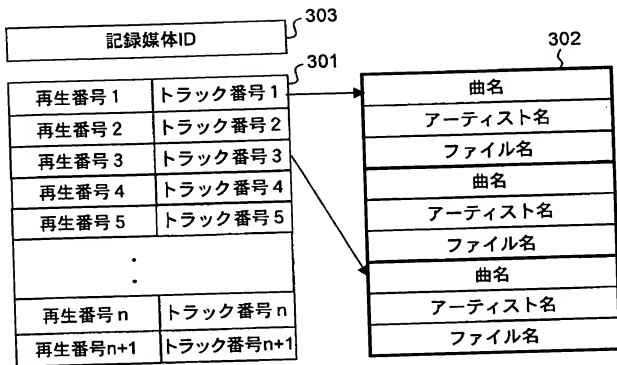 303
記録媒体ID
301
302
再生番号1 トラック番号1
再生番号2 トラック番号2
再生番号3 トラック番号3
再生番号4 トラック番号4
再生番号5 トラック番号5
再生番号n トラック番号n
再生番号n+1 トラック番号n+1
曲名
アーティスト名
ファイル名
曲名
アーティスト名
ファイル名
曲名
アーティスト名
ファイル名